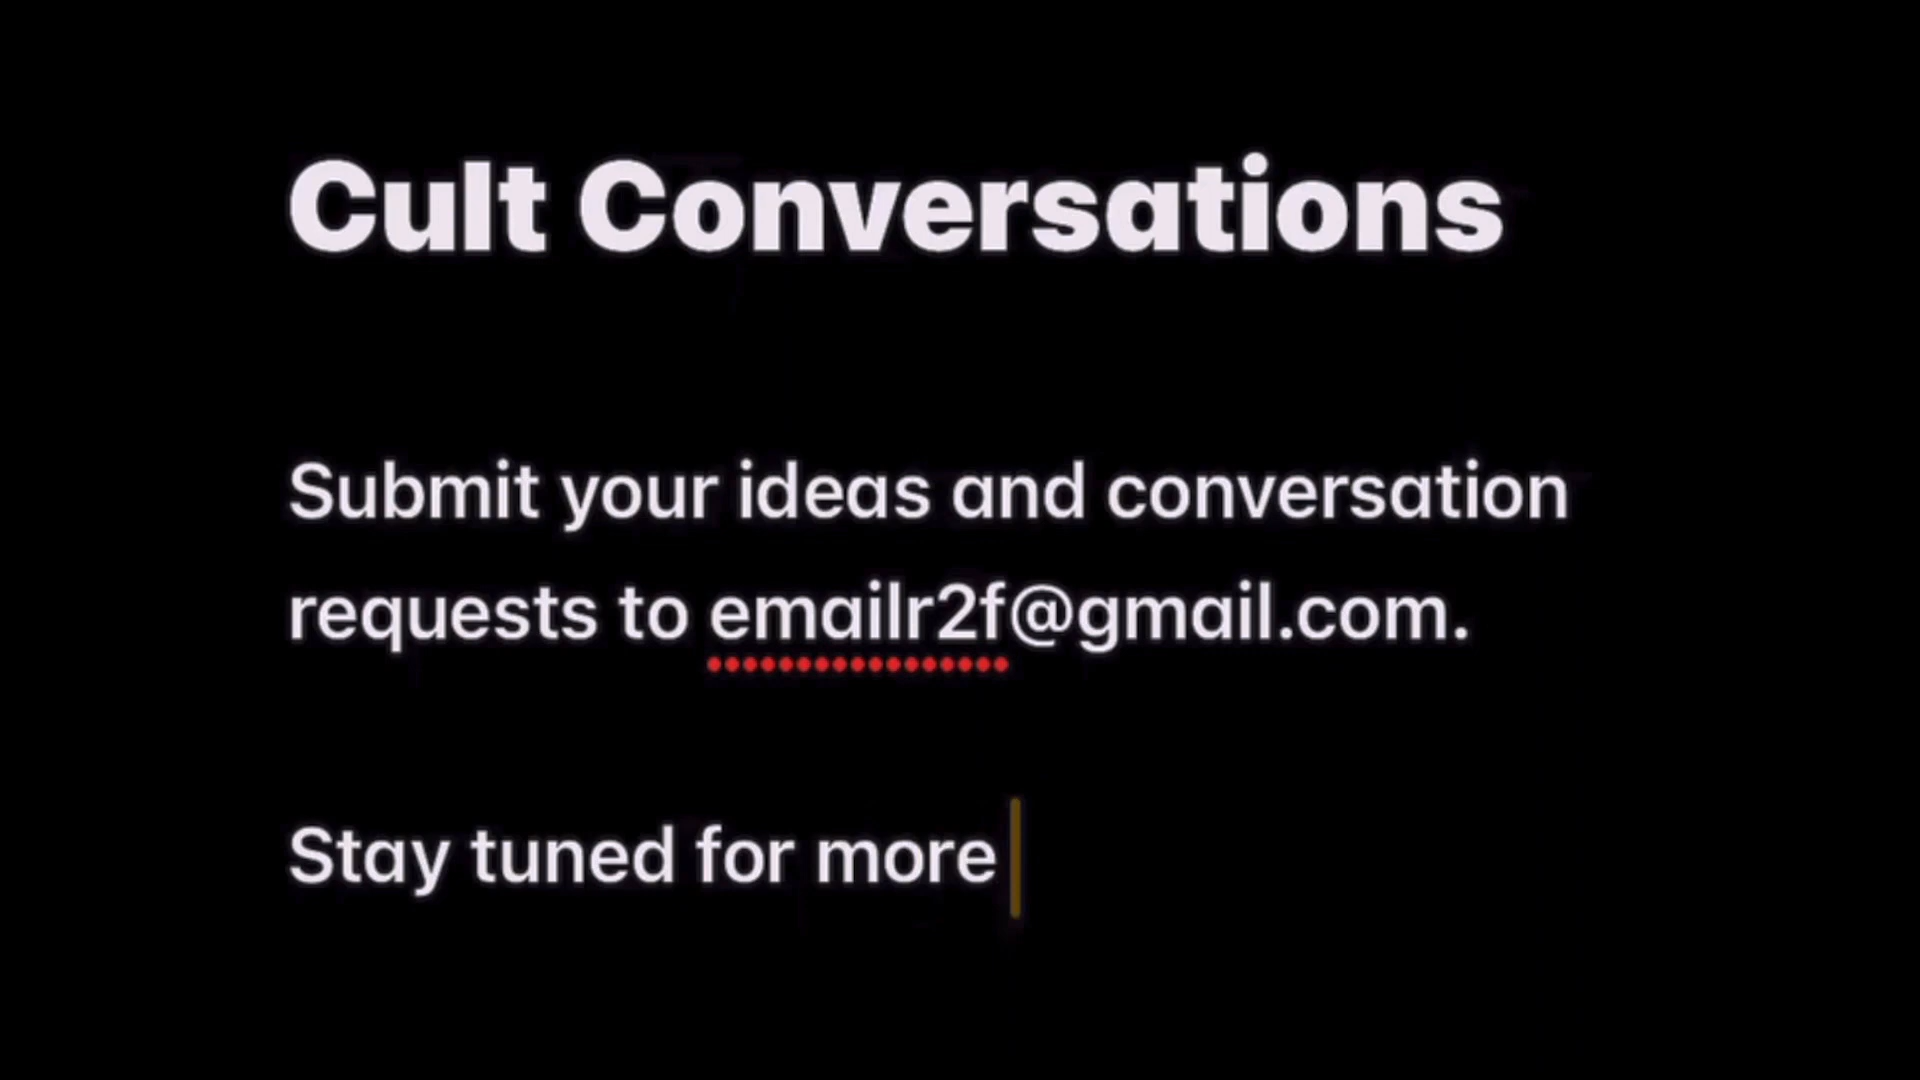 Cult Conversations
Submit your ideas and conversation
requests to emailr2f@gmail.com.
Stay tuned for more